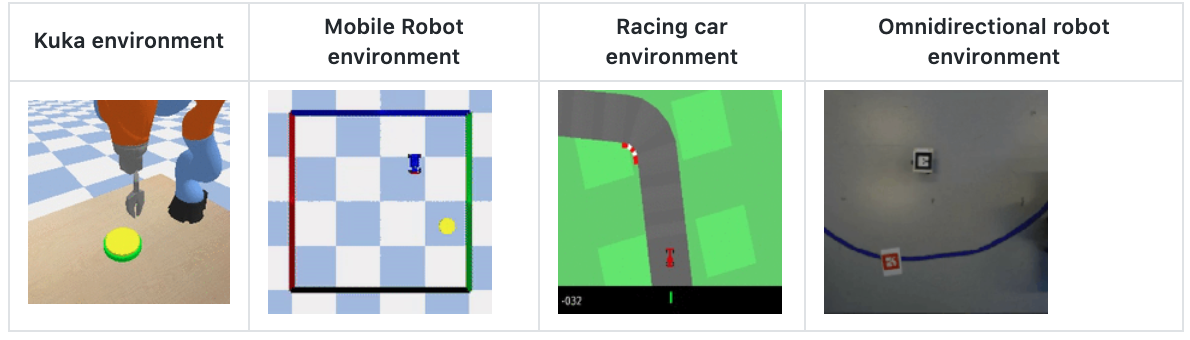 Kuka environment
Mobile Robot
environment
Racing car
environment
Omnidirectional robot
environment
-032